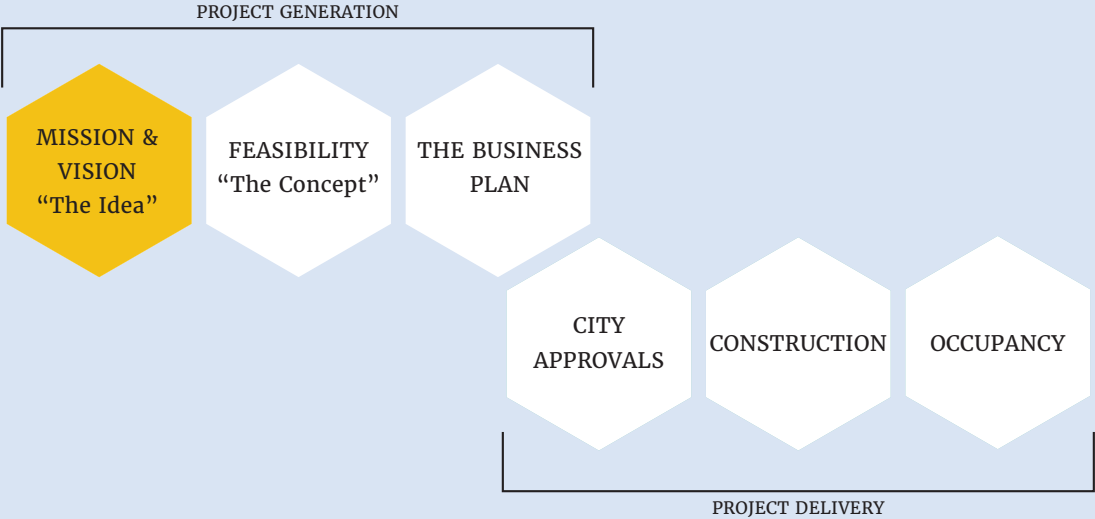 PROJECT GENERATION
MISSION &
VISION
“The Idea”
FEASIBILITY
“The Concept”
THE BUSINESS
PLAN
CITY
APPROVALS
CONSTRUCTION
OCCUPANCY
PROJECT DELIVERY